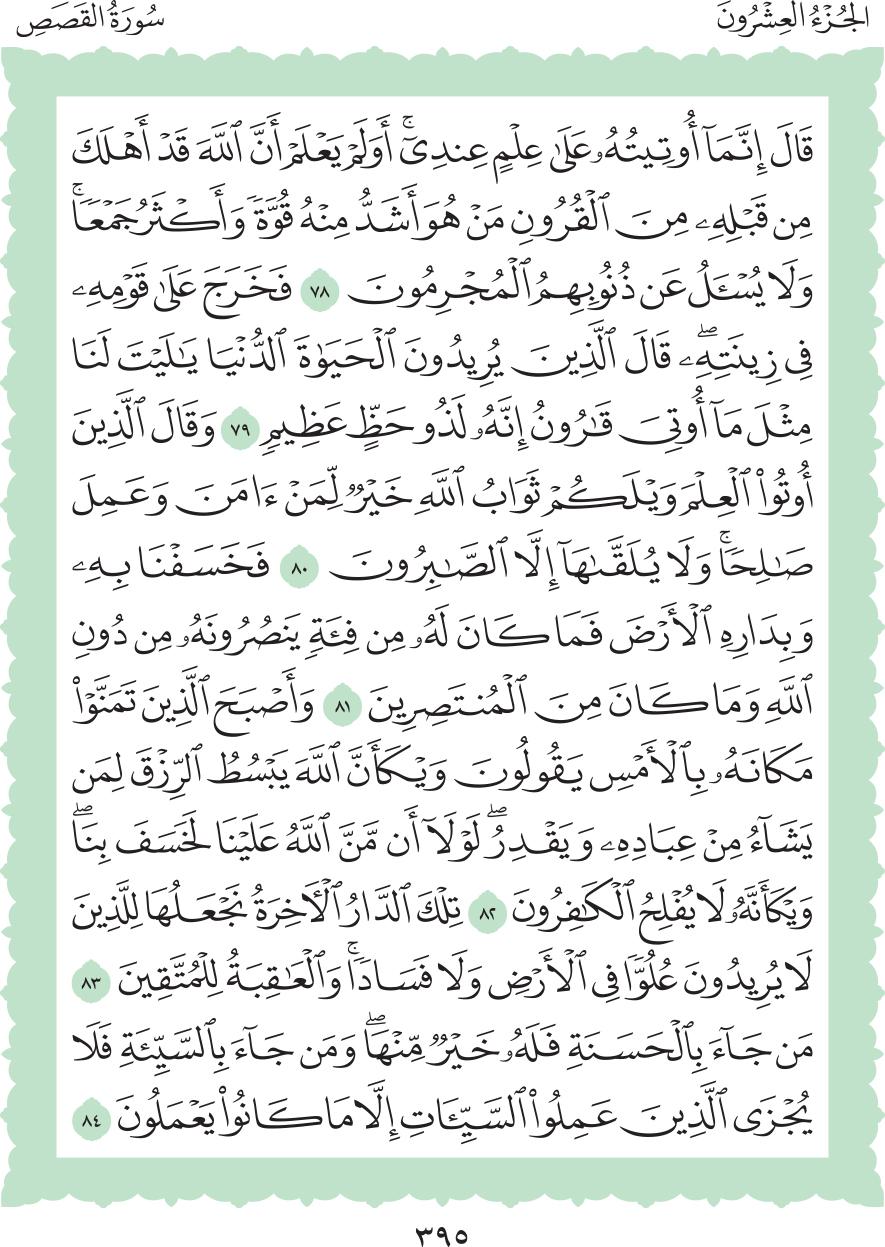 الجُزْءُ العِشْرُونَ
سُورَةُ القَصَصِ
قَالَ إِنَّمَآ أُوتِيتُهُۥ عَلَىٰ عِلْمٍ عِندِىٓۚ أَوَلَمْ يَعْلَمْ أَنَّ ٱللَّهَ قَدْ أَهْلَكَ
مِن قَبْلِهِۦ مِنَ ٱلْقُرُونِ مَنْ هُوَ أَشَدُّ مِنْهُ قُوَّةً وَأَكْثَرُ جَمْعًاۚ
وَلَا يُسْـَٔلُ عَن ذُنُوبِهِمُ ٱلْمُجْرِمُونَ ٧٨ فَخَرَجَ عَلَىٰ قَوْمِهِۦ
فِى زِينَتِهِۦۖ قَالَ ٱلَّذِينَ يُرِيدُونَ ٱلْحَيَوٰةَ ٱلدُّنْيَا يَـٰلَيْتَ لَنَا
مِثْلَ مَآ أُوتِىَ قَـٰرُونُ إِنَّهُۥ لَذُو حَظٍّ عَظِيمٍ ٧٩ وَقَالَ ٱلَّذِينَ
أُوتُوا۟ ٱلْعِلْمَ وَيْلَكُمْ ثَوَابُ ٱللَّهِ خَيْرٌ لِّمَنْ ءَامَنَ وَعَمِلَ
صَـٰلِحًاۚ وَلَا يُلَقَّىٰهَآ إِلَّا ٱلصَّـٰبِرُونَ ٨٠ فَخَسَفْنَا بِهِۦ
وَبِدَارِهِ ٱلْأَرْضَ فَمَا كَانَ لَهُۥ مِن فِئَةٍ يَنصُرُونَهُۥ مِن دُونِ
ٱللَّهِ وَمَا كَانَ مِنَ ٱلْمُنتَصِرِينَ ٨١ وَأَصْبَحَ ٱلَّذِينَ تَمَنَّوْا۟
مَكَانَهُۥ بِٱلْأَمْسِ يَقُولُونَ وَيْكَأَنَّ ٱللَّهَ يَبْسُطُ ٱلرِّزْقَ لِمَن
يَشَآءُ مِنْ عِبَادِهِۦ وَيَقْدِرُۖ لَوْلَآ أَن مَّنَّ ٱللَّهُ عَلَيْنَا لَخَسَفَ بِنَاۖ
وَيْكَأَنَّهُۥ لَا يُفْلِحُ ٱلْكَـٰفِرُونَ ٨٢ تِلْكَ ٱلدَّارُ ٱلْـَٔاخِرَةُ نَجْعَلُهَا لِلَّذِينَ
لَا يُرِيدُونَ عُلُوًّا فِى ٱلْأَرْضِ وَلَا فَسَادًاۚ وَٱلْعَـٰقِبَةُ لِلْمُتَّقِينَ ٨٣
مَن جَآءَ بِٱلْحَسَنَةِ فَلَهُۥ خَيْرٌ مِّنْهَاۖ وَمَن جَآءَ بِٱلسَّيِّئَةِ فَلَا
يُجْزَى ٱلَّذِينَ عَمِلُوا۟ ٱلسَّيِّـَٔاتِ إِلَّا مَا كَانُوا۟ يَعْمَلُونَ ٨٤
٣٩٥